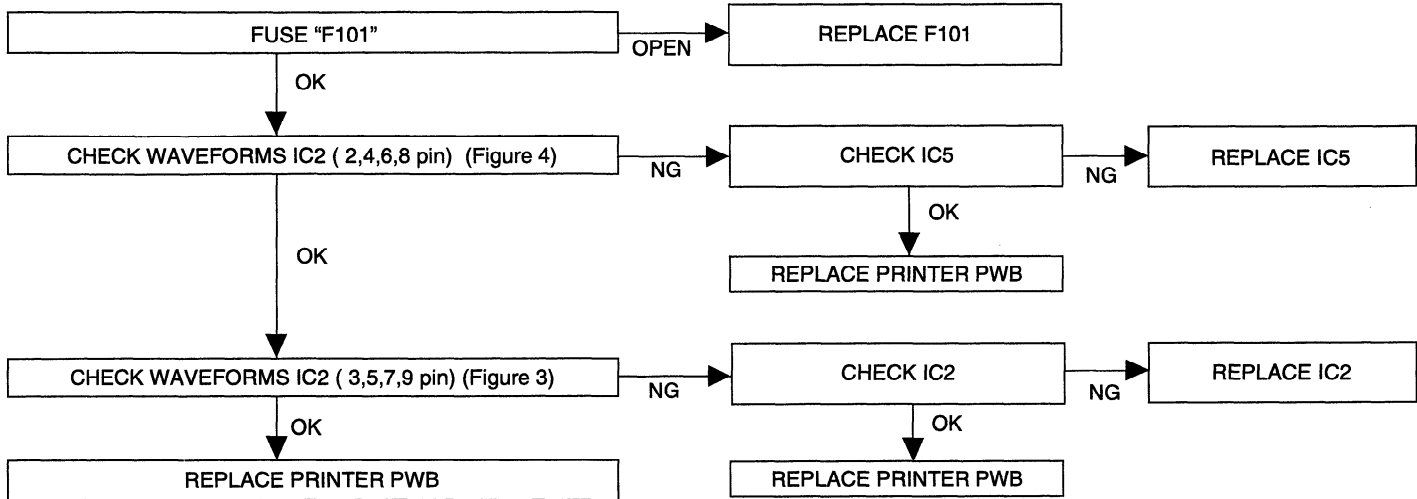 FUSE “F101”
OPEN
REPLACE F101
OK
CHECK WAVEFORMS IC2 ( 2,4,6,8 pin) (Figure 4)
NG
CHECK IC5
NG
REPLACE IC5
OK
REPLACE PRINTER PWB
OK
CHECK WAVEFORMS IC2 ( 3,5,7,9 pin) (Figure 3)
NG
CHECK IC2
NG
REPLACE IC2
OK
REPLACE PRINTER PWB
OK
REPLACE PRINTER PWB